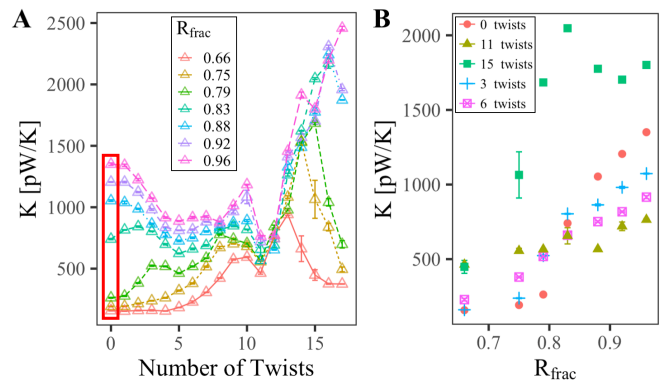 A
B
2500
2000
1500
1000
500
K [pW/K]
R_frac
0.66
0.75
0.79
0.83
0.88
0.92
0.96
0 5 10 15
Number of Twists
2000
1500
1000
500
K [pW/K]
0 twists
11 twists
15 twists
3 twists
6 twists
0.7 0.8 0.9
R_frac